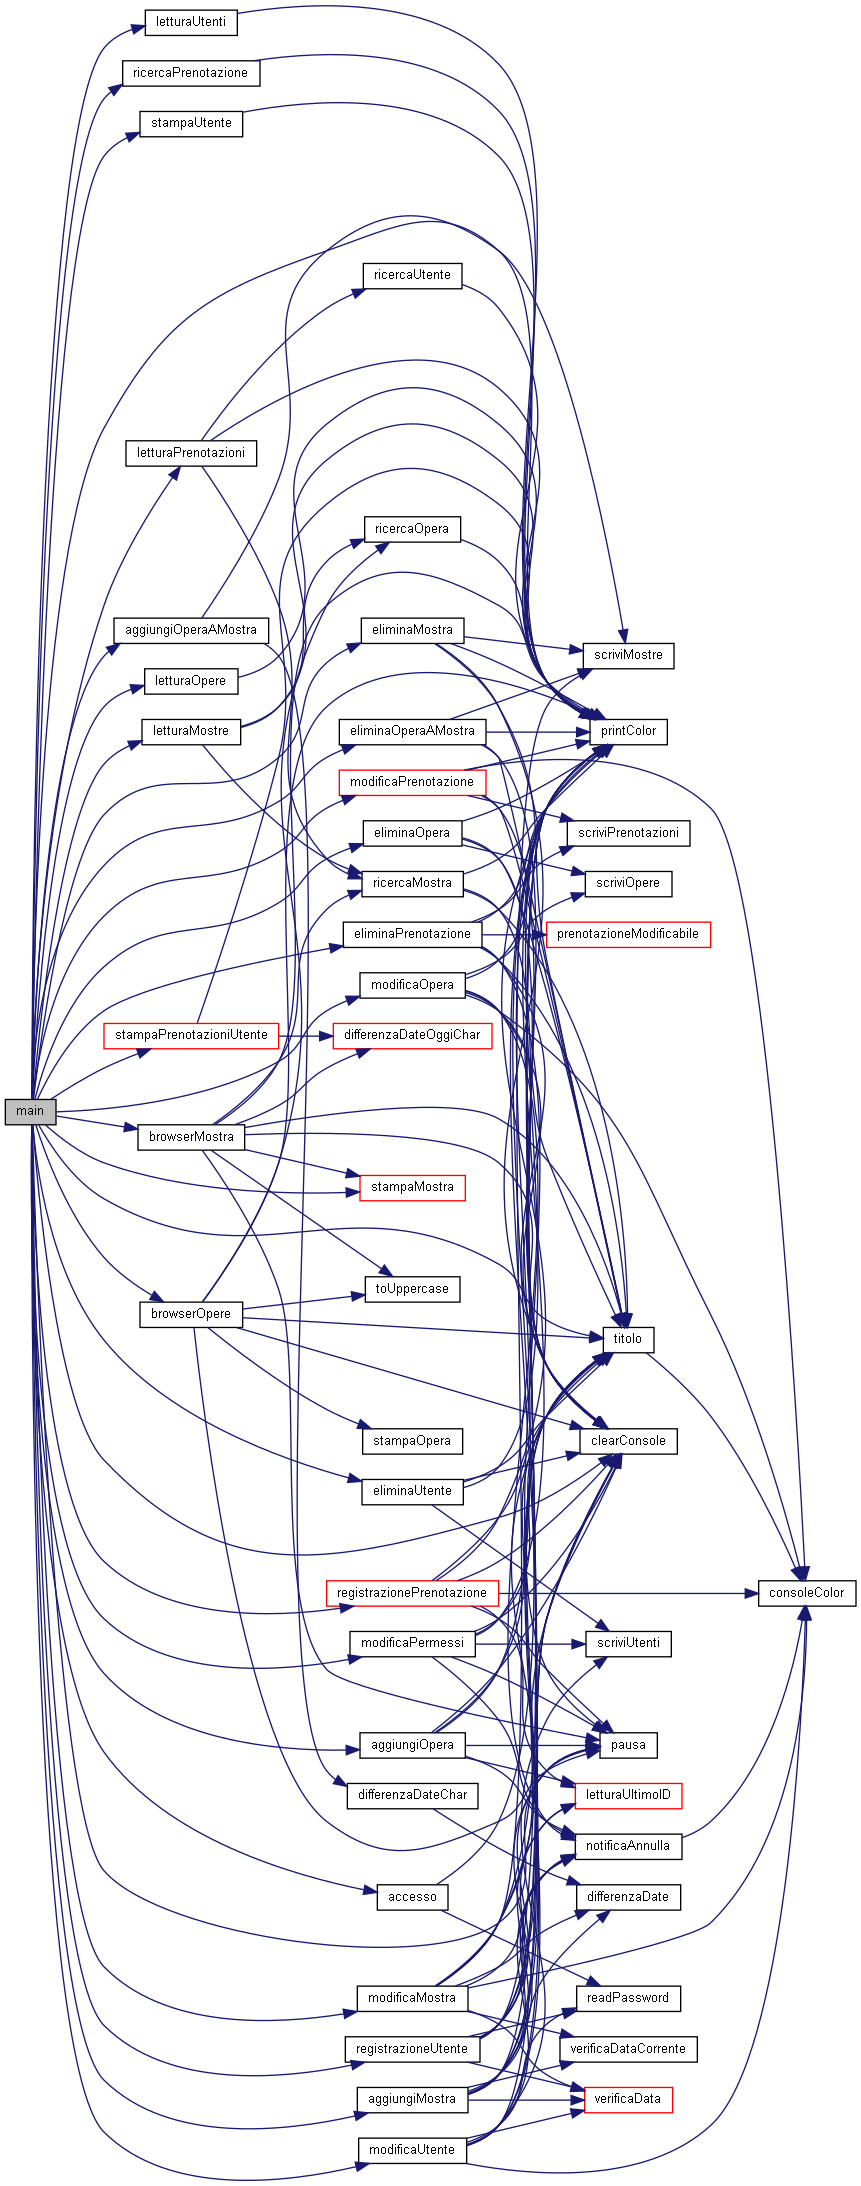 letturaUtenti
ricercaPrenotazione
stampaUtente
ricercaUtente
letturaPrenotazioni
ricercaOpera
aggiungiOperaAMostra
eliminaMostra
scriviMostre
letturaOpere
letturaMostre
eliminaOperaAMostra
printColor
modificaPrenotazione
eliminaOpera
scriviPrenotazioni
ricercaMostra
scriviOpere
eliminaPrenotazione
prenotazioneModificabile
modificaOpera
stampaPrenotazioniUtente
differenzaDateOggiChar
main
browserMostra
stampaMostra
toUppercase
browserOpere
titolo
stampaOpera
clearConsole
eliminaUtente
registrazionePrenotazione
consoleColor
modificaPermessi
scriviUtenti
aggiungiOpera
pausa
differenzaDateChar
letturaUltimoID
notificaAnnulla
accesso
differenzaDate
modificaMostra
readPassword
registrazioneUtente
verificaDataCorrente
aggiungiMostra
verificaData
modificaUtente